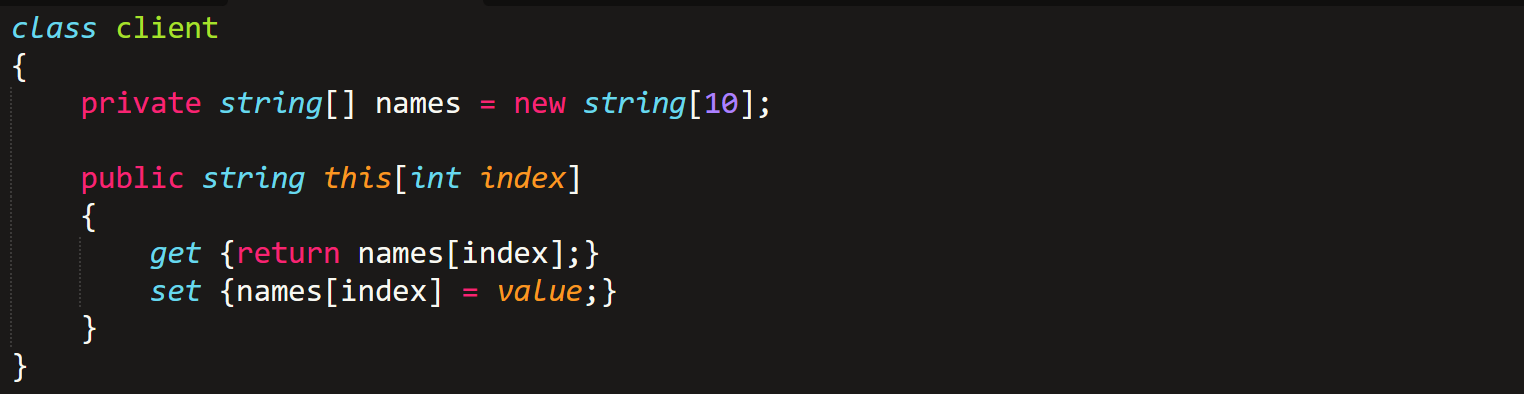 class client
{
    private string[] names = new string[10];

    public string this[int index]
    {
        get {return names[index];}
        set {names[index] = value;}
    }
}